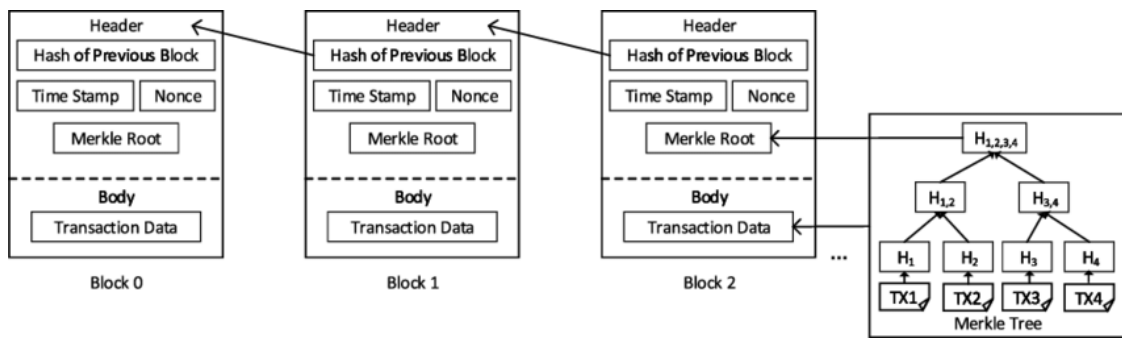 Header
Hash of Previous Block
Time Stamp
Nonce
Merkle Root
Body
Transaction Data
Block 0
Header
Hash of Previous Block
Time Stamp
Nonce
Merkle Root
Body
Transaction Data
Block 1
Header
Hash of Previous Block
Time Stamp
Nonce
Merkle Root
Body
Transaction Data
Block 2
...
H1,2,3,4
H1,2
H3,4
H1
H2
H3
H4
TX1
TX2
TX3
TX4
Merkle Tree